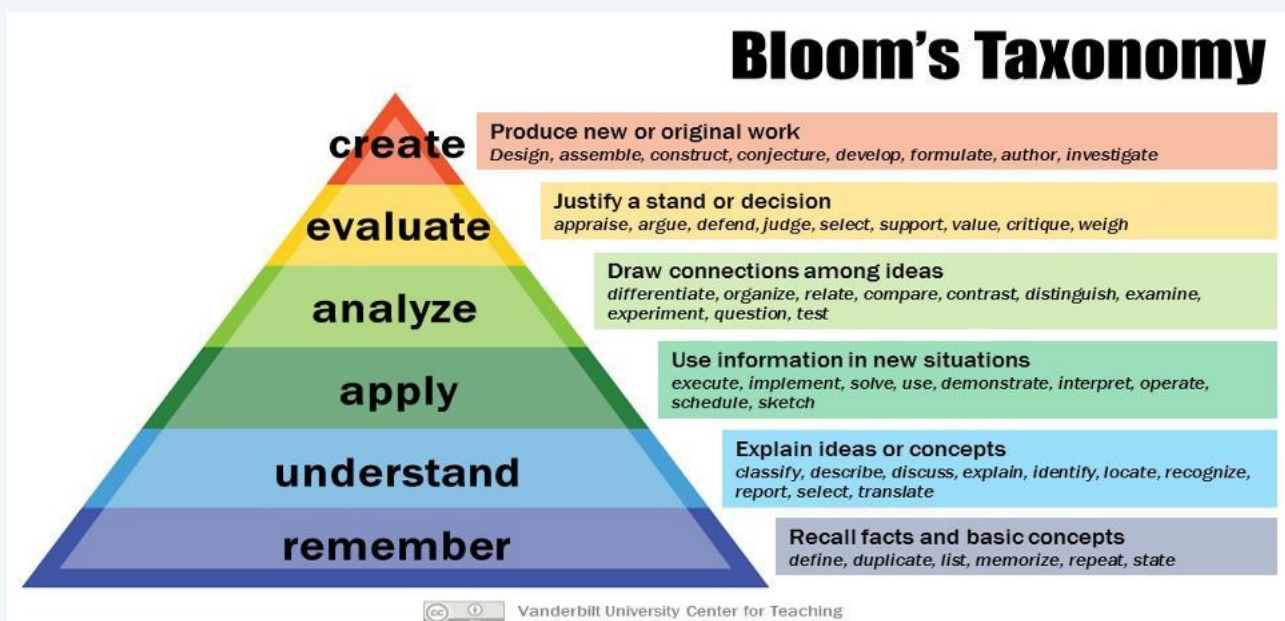 Bloom's Taxonomy
create
Produce new or original work
Design, assemble, construct, conjecture, develop, formulate, author, investigate
evaluate
Justify a stand or decision
appraise, argue, defend, judge, select, support, value, critique, weigh
analyze
Draw connections among ideas
differentiate, organize, relate, compare, contrast, distinguish, examine,
experiment, question, test
apply
Use information in new situations
execute, implement, solve, use, demonstrate, interpret, operate,
schedule, sketch
understand
Explain ideas or concepts
classify, describe, discuss, explain, identify, locate, recognize,
report, select, translate
remember
Recall facts and basic concepts
define, duplicate, list, memorize, repeat, state
cc Vanderbilt University Center for Teaching